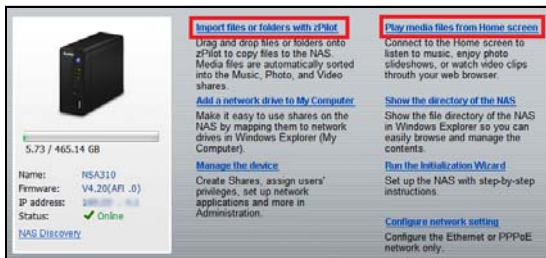 5.73 / 465.14 GB
Name: NSA310
Firmware: V4.20(AFI .0)
IP address:
Status: Online
NAS Discovery
Import files or folders with zPilot
Drag and drop files or folders onto
zPilot to copy files to the NAS.
Media files are automatically sorted
into the Music, Photo, and Video
shares.
Add a network drive to My Computer
Make it easy to use shares on the
NAS by mapping them to network
drives in Windows Explorer (My
Computer).
Manage the device
Create Shares, assign users'
privileges, set up network
applications and more in
Administration.
Play media files from Home screen
Connect to the Home screen to
listen to music, enjoy photo
slideshows, or watch video clips
throuth your web browser.
Show the directory of the NAS
Show the file directory of the NAS
in Windows Explorer so you can
easily browse and manage the
contents.
Run the Initialization Wizard
Set up the NAS with step-by-step
instructions.
Configure network setting
Configure the Ethernet or PPPoE
network only.